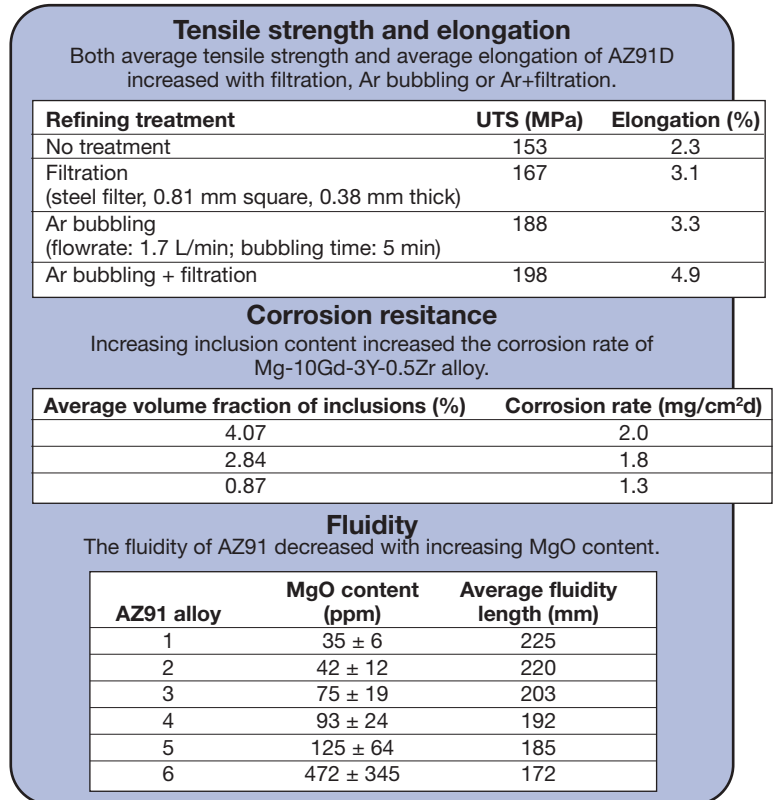 Tensile strength and elongation
Both average tensile strength and average elongation of AZ91D
increased with filtration, Ar bubbling or Ar+filtration.
Refining treatment UTS (MPa) Elongation (%)
No treatment 153 2.3
Filtration 167 3.1
(steel filter, 0.81 mm square, 0.38 mm thick)
Ar bubbling 188 3.3
(flowrate: 1.7 L/min; bubbling time: 5 min)
Ar bubbling + filtration 198 4.9
Corrosion resitance
Increasing inclusion content increased the corrosion rate of
Mg-10Gd-3Y-0.5Zr alloy.
Average volume fraction of inclusions (%) Corrosion rate (mg/cm²d)
4.07 2.0
2.84 1.8
0.87 1.3
Fluidity
The fluidity of AZ91 decreased with increasing MgO content.
MgO content Average fluidity
AZ91 alloy (ppm) length (mm)
1 35 ± 6 225
2 42 ± 12 220
3 75 ± 19 203
4 93 ± 24 192
5 125 ± 64 185
6 472 ± 345 172